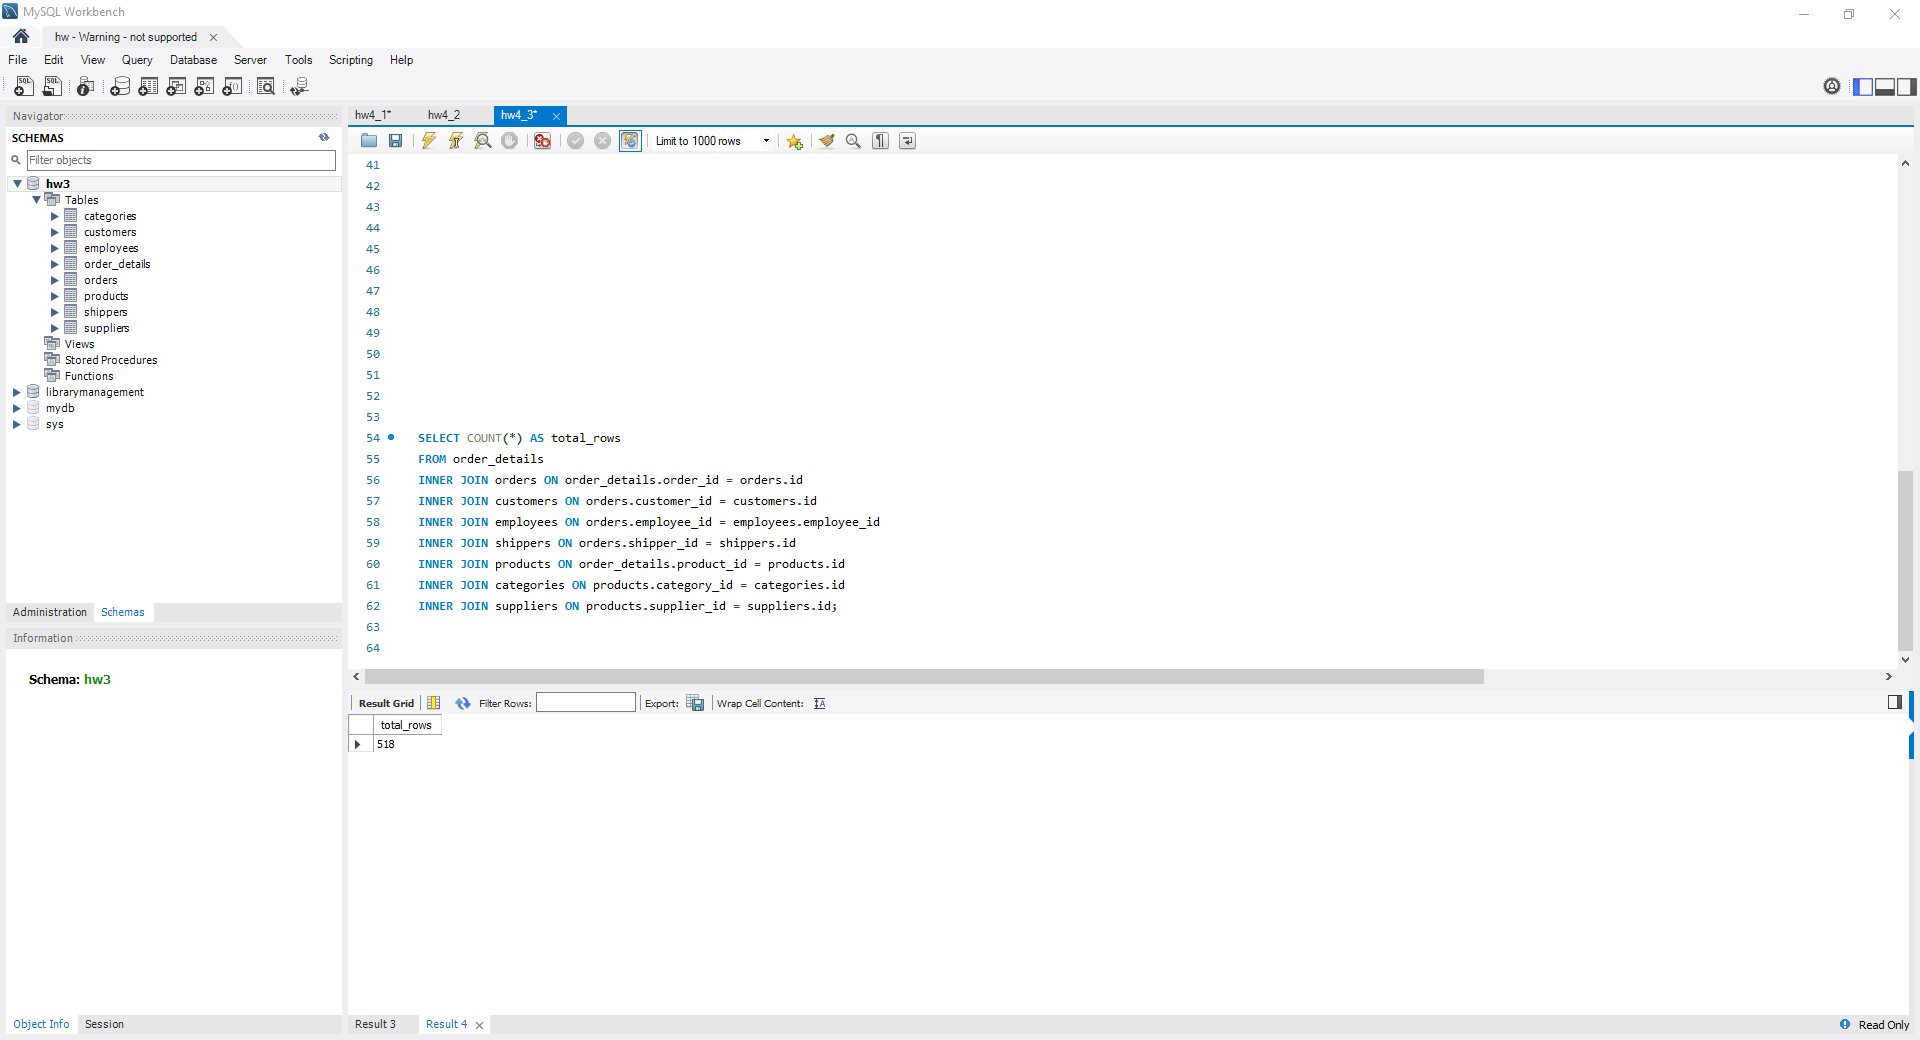 MySQL Workbench
hw - Warning - not supported
File Edit View Query Database Server Tools Scripting Help
Navigator
SCHEMAS
Filter objects
hw3
Tables
categories
customers
employees
order_details
orders
products
shippers
suppliers
Views
Stored Procedures
Functions
librarymanagement
mydb
sys
Administration Schemas
Information
Schema: hw3
Object Info Session
hw4_1* hw4_2 hw4_3*
Limit to 1000 rows
41
42
43
44
45
46
47
48
49
50
51
52
53
54 SELECT COUNT(*) AS total_rows
55 FROM order_details
56 INNER JOIN orders ON order_details.order_id = orders.id
57 INNER JOIN customers ON orders.customer_id = customers.id
58 INNER JOIN employees ON orders.employee_id = employees.employee_id
59 INNER JOIN shippers ON orders.shipper_id = shippers.id
60 INNER JOIN products ON order_details.product_id = products.id
61 INNER JOIN categories ON products.category_id = categories.id
62 INNER JOIN suppliers ON products.supplier_id = suppliers.id;
63
64
Result Grid Filter Rows: Export: Wrap Cell Content:
total_rows
518
Result 3 Result 4 Read Only